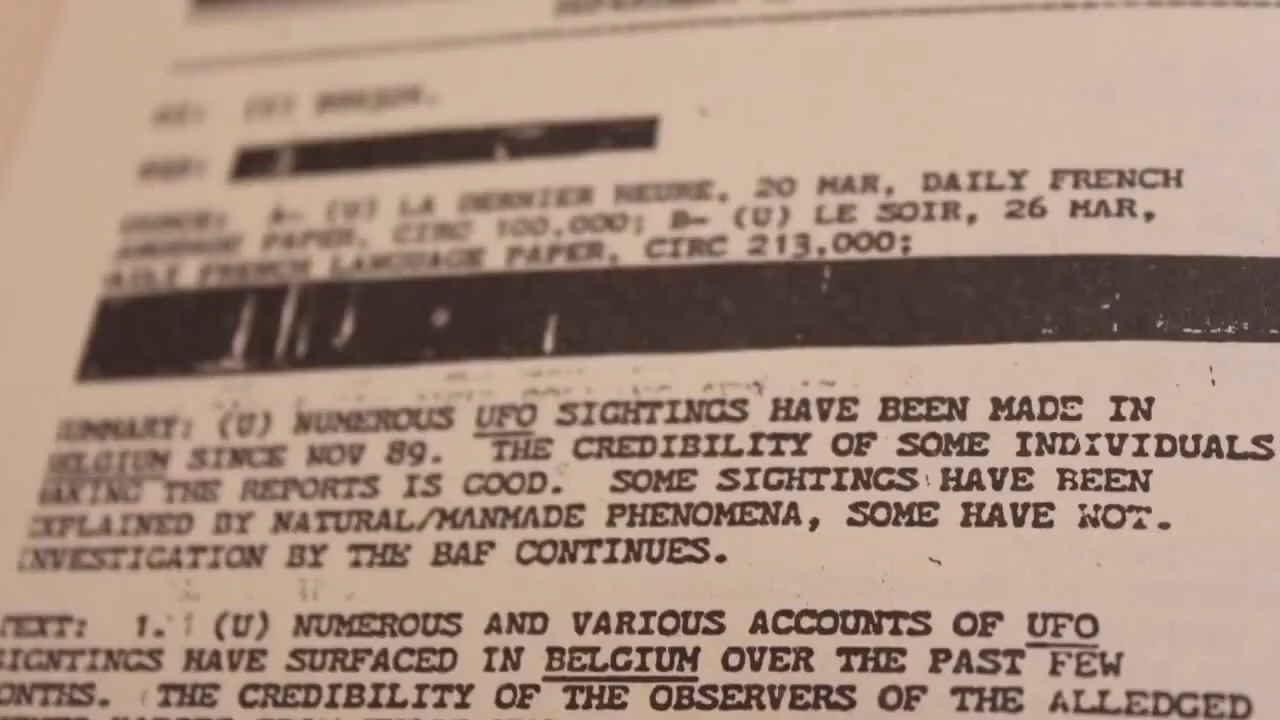 (U)
A- (U) LA DERNIER HEURE, 20 MAR, DAILY FRENCH
PAPER, CIRC 100,000; B- (U) LE SOIR, 26 MAR,
FRENCH LANGUAGE PAPER, CIRC 213,000;
SUMMARY: (U) NUMEROUS UFO SIGHTINGS HAVE BEEN MADE IN
BELGIUM SINCE NOV 89. THE CREDIBILITY OF SOME INDIVIDUALS
MAKING THE REPORTS IS GOOD. SOME SIGHTINGS HAVE BEEN
EXPLAINED BY NATURAL/MANMADE PHENOMENA, SOME HAVE NOT.
INVESTIGATION BY THE BAF CONTINUES.
TEXT: 1. (U) NUMEROUS AND VARIOUS ACCOUNTS OF UFO
SIGNTINGS HAVE SURFACED IN BELGIUM OVER THE PAST FEW
ONTHS. THE CREDIBILITY OF THE OBSERVERS OF THE ALLEDGED